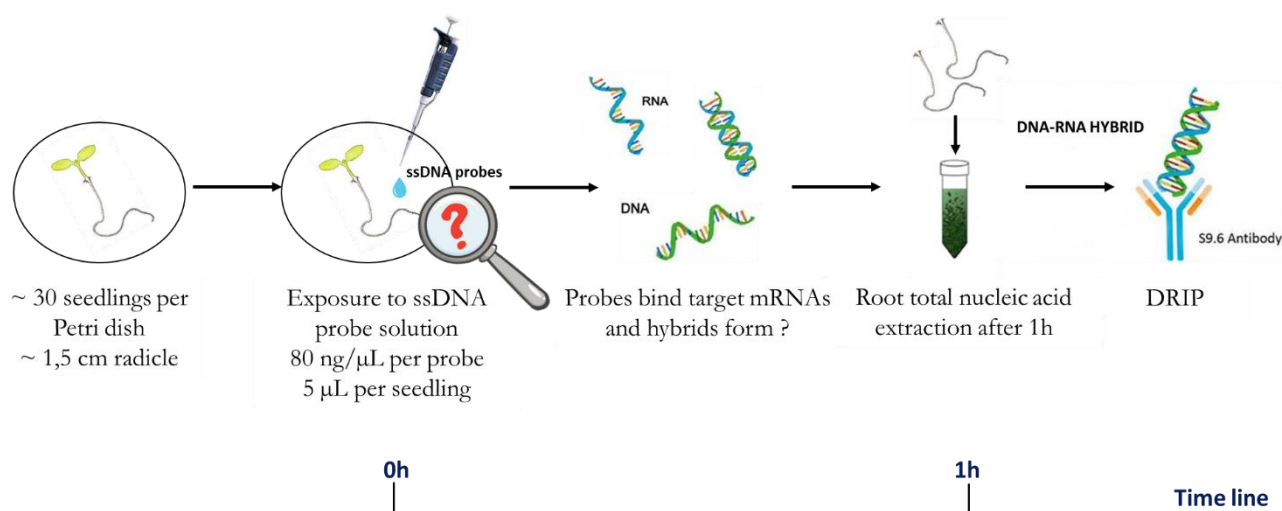 ssDNA probes
?
RNA
DNA
DNA-RNA HYBRID
S9.6 Antibody
~ 30 seedlings per
Petri dish
~ 1,5 cm radicle
Exposure to ssDNA
probe solution
80 ng/µL per probe
5 µL per seedling
Probes bind target mRNAs
and hybrids form ?
Root total nucleic acid
extraction after 1h
DRIP
0h
1h
Time line